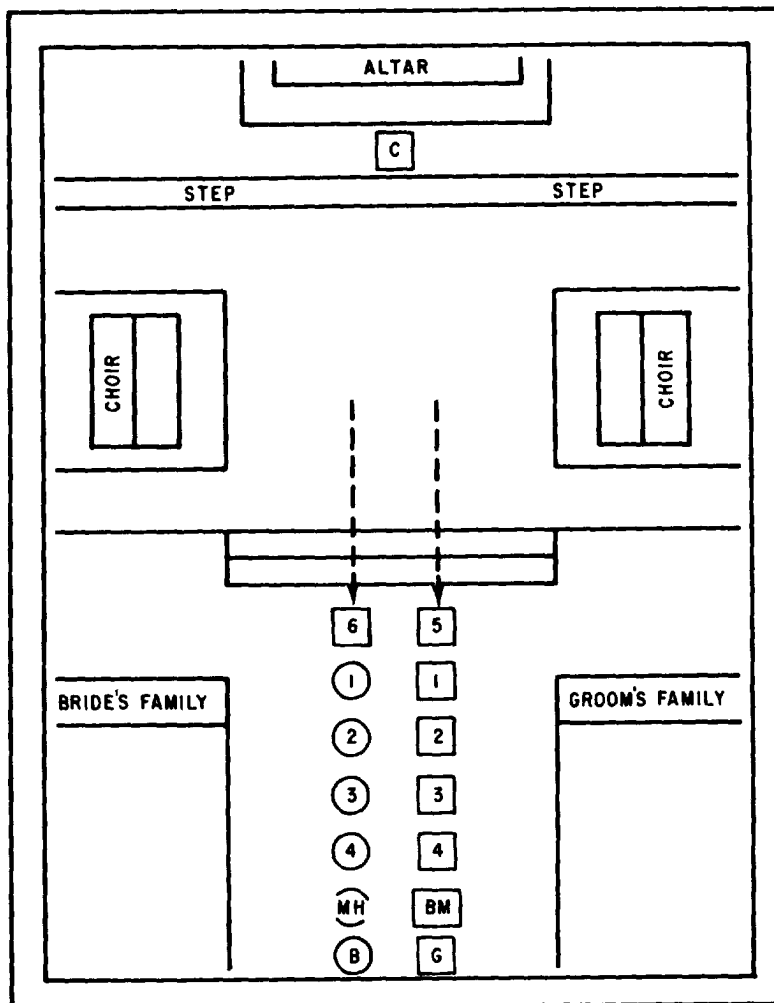 ALTAR
C
STEP STEP
CHOIR CHOIR
6 5
1 1
BRIDE'S FAMILY GROOM'S FAMILY
2 2
3 3
4 4
MH BM
B G